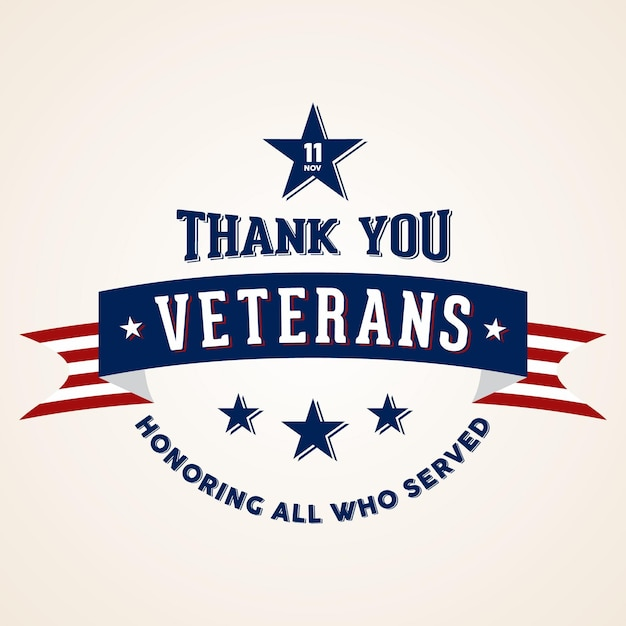 11
NOV
THANK YOU
VETERANS
HONORING ALL WHO SERVED